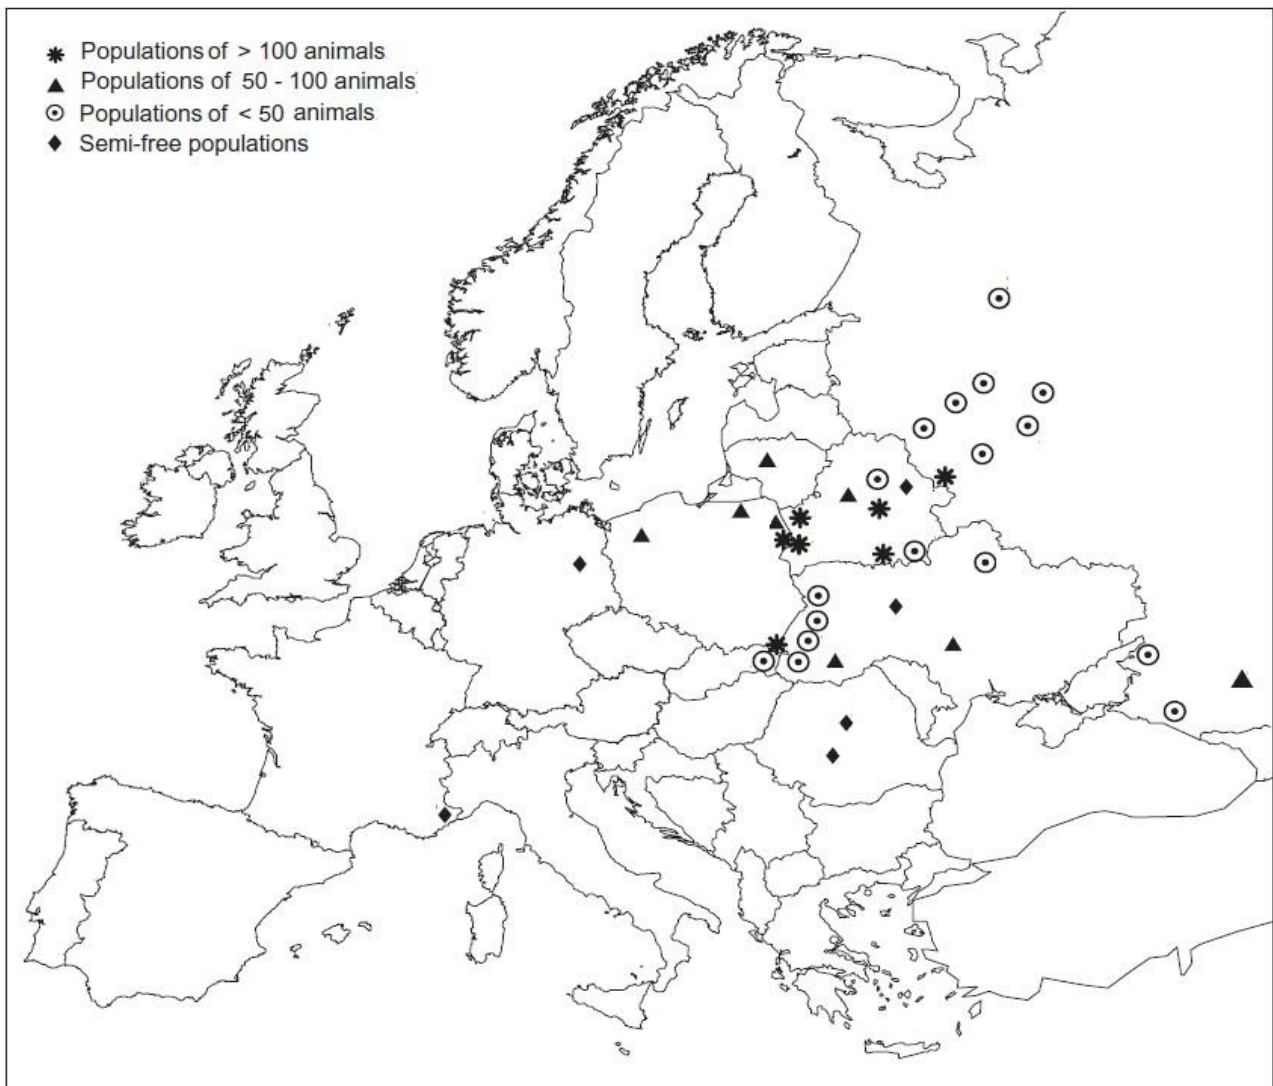 Populations of > 100 animals
Populations of 50 - 100 animals
Populations of < 50 animals
Semi-free populations